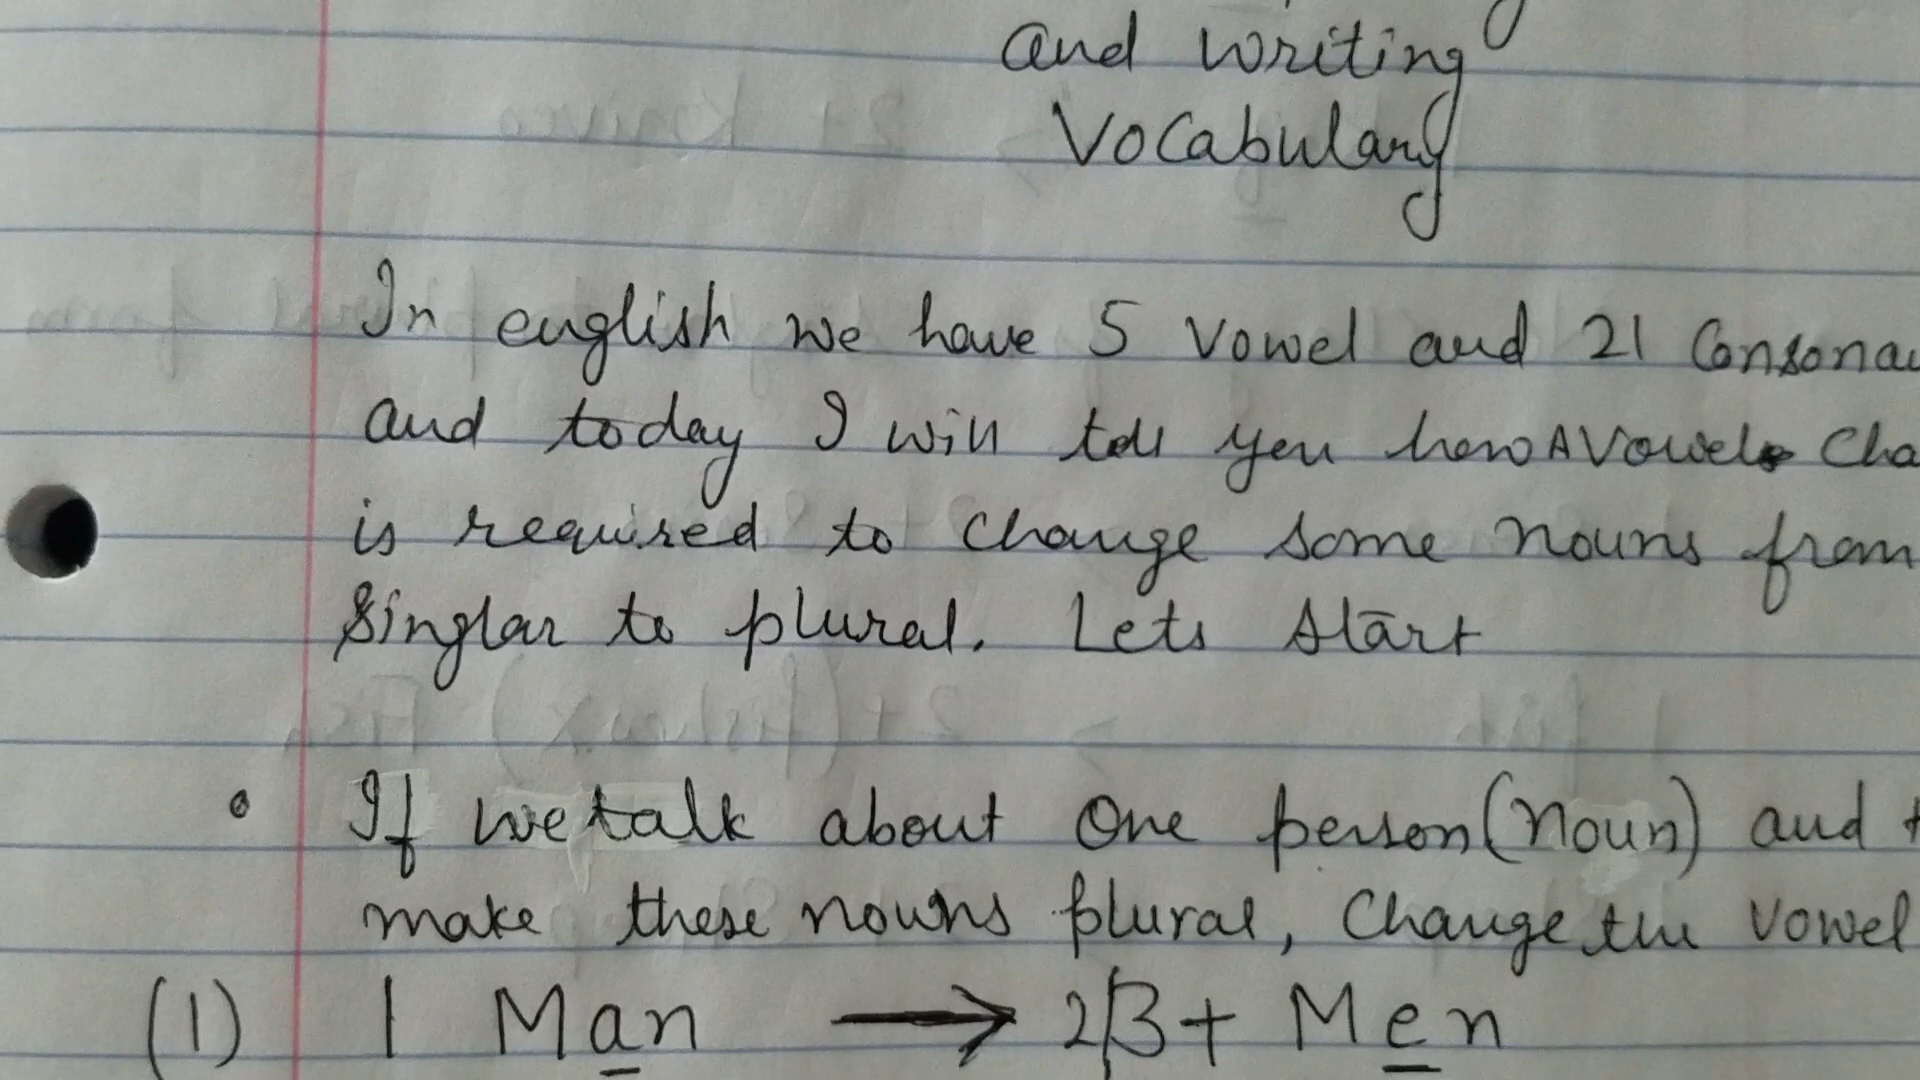 and writing
Vocabulary
In english we have 5 vowel and 21 Consonan
and today I will tell you how A Vowel Cha
is required to change some nouns from
Singlar to plural. Lets Start
• If we talk about One person (noun) and t
make these nouns plural, Change the vowel
(1) 1 Man → 2/3+ Men